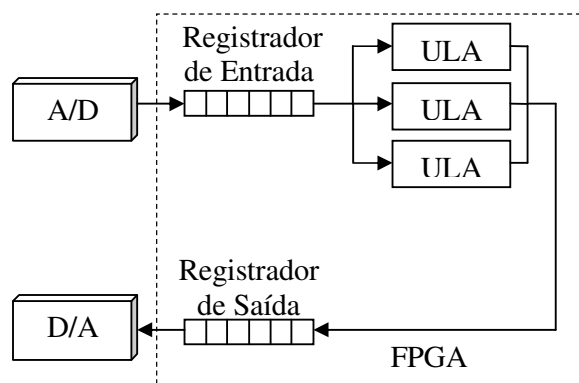 Registrador
de Entrada
ULA
A/D
ULA
ULA
Registrador
de Saída
D/A
FPGA